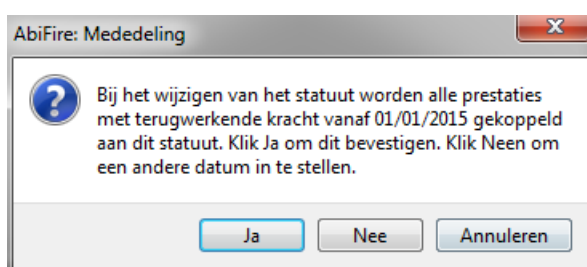 AbiFire: Mededeling
Bij het wijzigen van het statuut worden alle prestaties
met terugwerkende kracht vanaf 01/01/2015 gekoppeld
aan dit statuut. Klik Ja om dit bevestigen. Klik Neen om
een andere datum in te stellen.
Ja Nee Annuleren